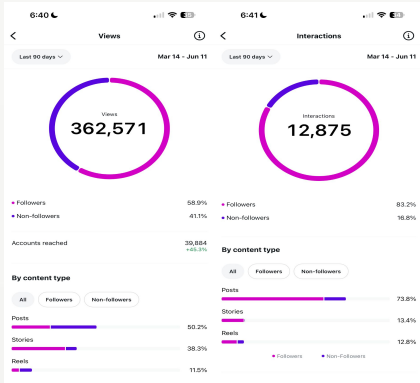 6:40
35
Views
Last 90 days
Mar 14 - Jun 11
Views
362,571
Followers 58.9%
Non-followers 41.1%
Accounts reached 39,884
+45.3%
By content type
All Followers Non-followers
Posts
50.2%
Stories
38.3%
Reels
11.5%
6:41
34
Interactions
Last 90 days
Mar 14 - Jun 11
Interactions
12,875
Followers 83.2%
Non-followers 16.8%
By content type
All Followers Non-followers
Posts
73.8%
Stories
13.4%
Reels
12.8%
Followers Non-Followers